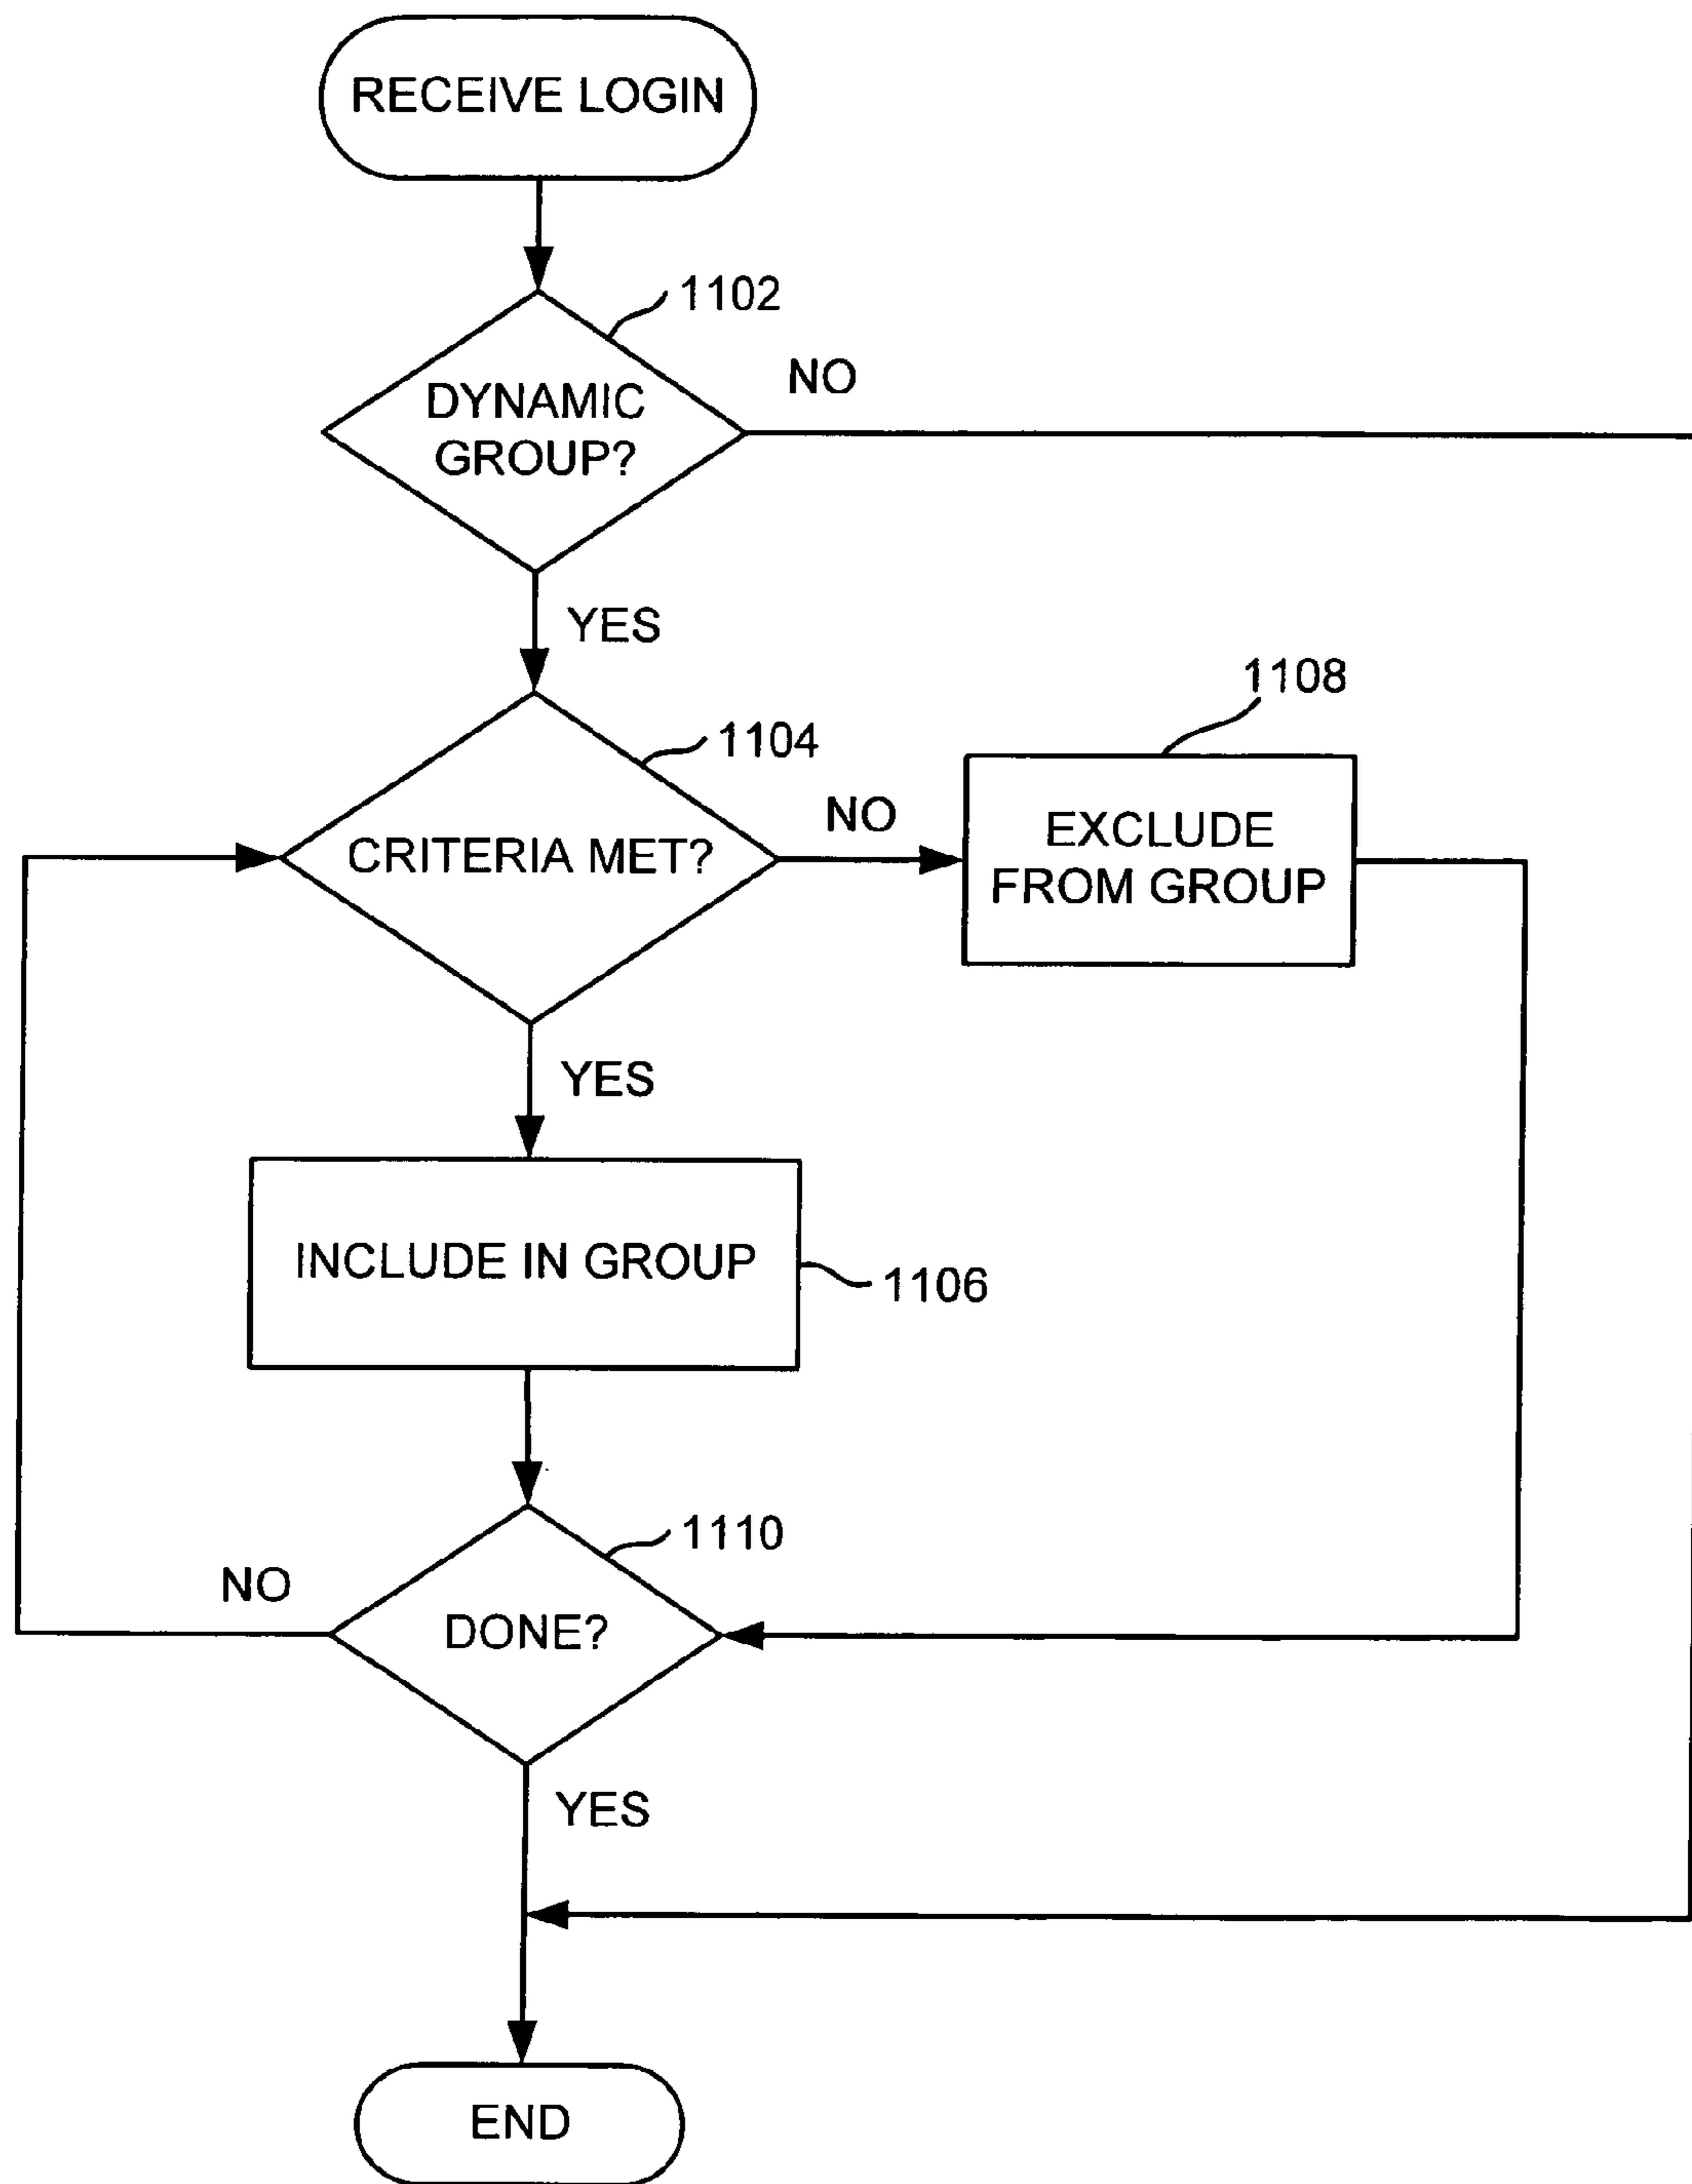 RECEIVE LOGIN
1102
DYNAMIC
GROUP?
NO
YES
1108
1104
CRITERIA MET?
NO
EXCLUDE
FROM GROUP
YES
INCLUDE IN GROUP
1106
1110
NO
DONE?
YES
END